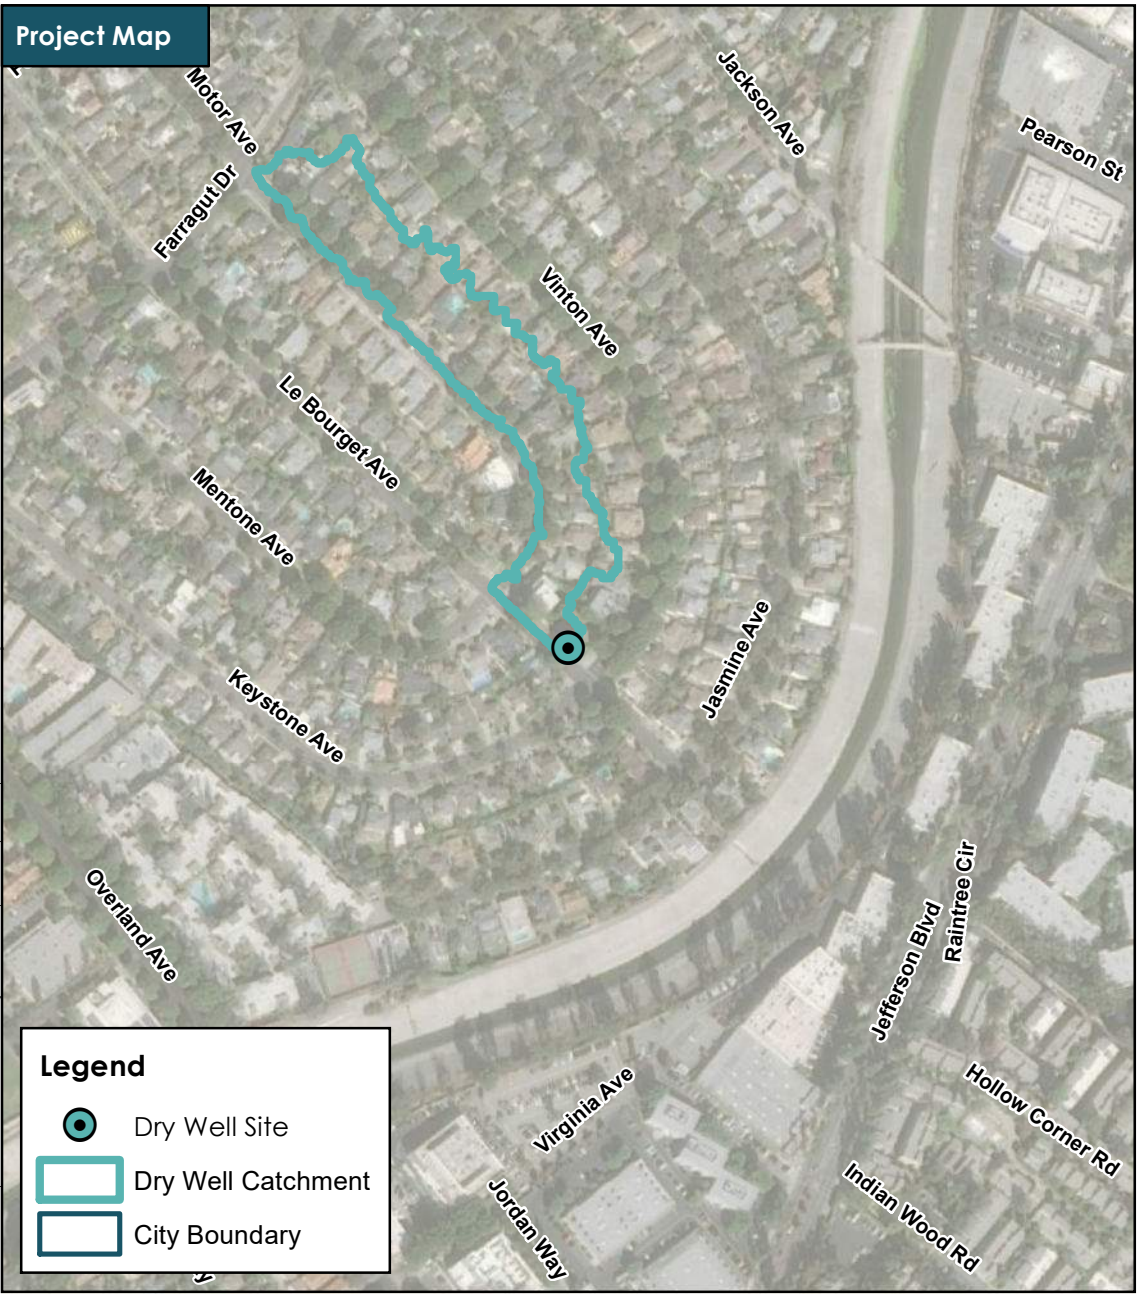 Project Map
Motor Ave
Jackson Ave
Pearson St
Farragut Dr
Vinton Ave
Le Bourget Ave
Mentone Ave
Jasmine Ave
Keystone Ave
Overland Ave
Raintree Cir
Jefferson Blvd
Hollow Corner Rd
Virginia Ave
Indian Wood Rd
Jordan Way
Legend
Dry Well Site
Dry Well Catchment
City Boundary